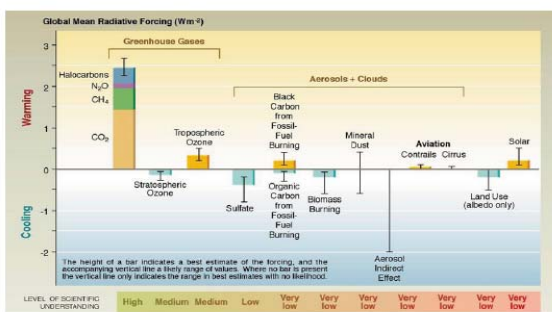 Global Mean Radiative Forcing (Wm-2)
Greenhouse Gases
3
Halocarbons
N2O
CH4
CO2
2
1
0
-1
-2
Warming
Cooling
Aerosols + Clouds
Black
Carbon
from
Fossil-
Fuel
Burning
Mineral
Dust
Tropospheric
Ozone
Aviation
Contrails Cirrus
Solar
Stratospheric
Ozone
Sulfate
Organic
Carbon
from
Fossil-
Fuel
Burning
Biomass
Burning
Aerosol
Indirect
Effect
Land Use
(albedo only)
The height of a bar indicates a best estimate of the forcing, and the
accompanying vertical line a likely range of values. Where no bar is present
the vertical line only indicates the range in best estimates with no likelihood.
LEVEL OF SCIENTIFIC
UNDERSTANDING
High Medium Medium Low Very low Very low Very low Very low Very low Very low Very low